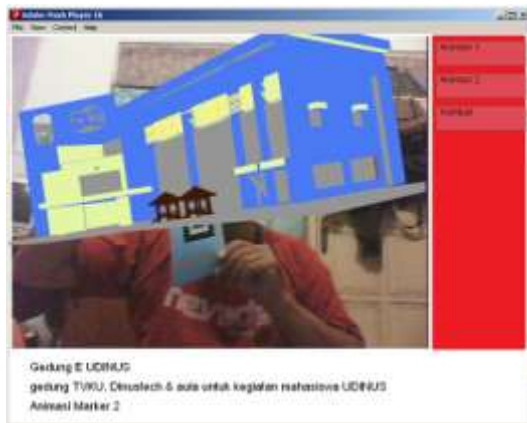 Adobe Flash Player 10
File View Control Help
Animasi 1
Animasi 2
Kembali
nevada
Gedung E UDINUS
gedung TVKU, Dinustech & aula untuk kegiatan mahasiswa UDINUS
Animasi Marker 2